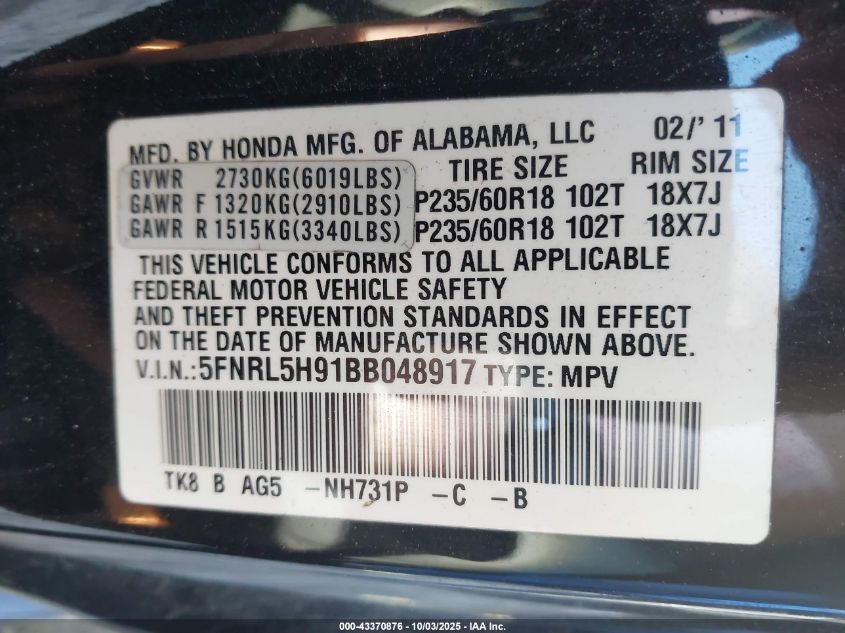 MFD. BY HONDA MFG. OF ALABAMA, LLC 02/' 11
GVWR 2730KG(6019LBS) TIRE SIZE RIM SIZE
GAWR F 1320KG(2910LBS) P235/60R18 102T 18X7J
GAWR R 1515KG(3340LBS) P235/60R18 102T 18X7J
THIS VEHICLE CONFORMS TO ALL APPLICABLE
FEDERAL MOTOR VEHICLE SAFETY
AND THEFT PREVENTION STANDARDS IN EFFECT
ON THE DATE OF MANUFACTURE SHOWN ABOVE.
V.I.N.:5FNRL5H91BB048917 TYPE: MPV
TK8 B AG5 -NH731P -C -B
000-43370876 - 10/03/2025 - IAA Inc.